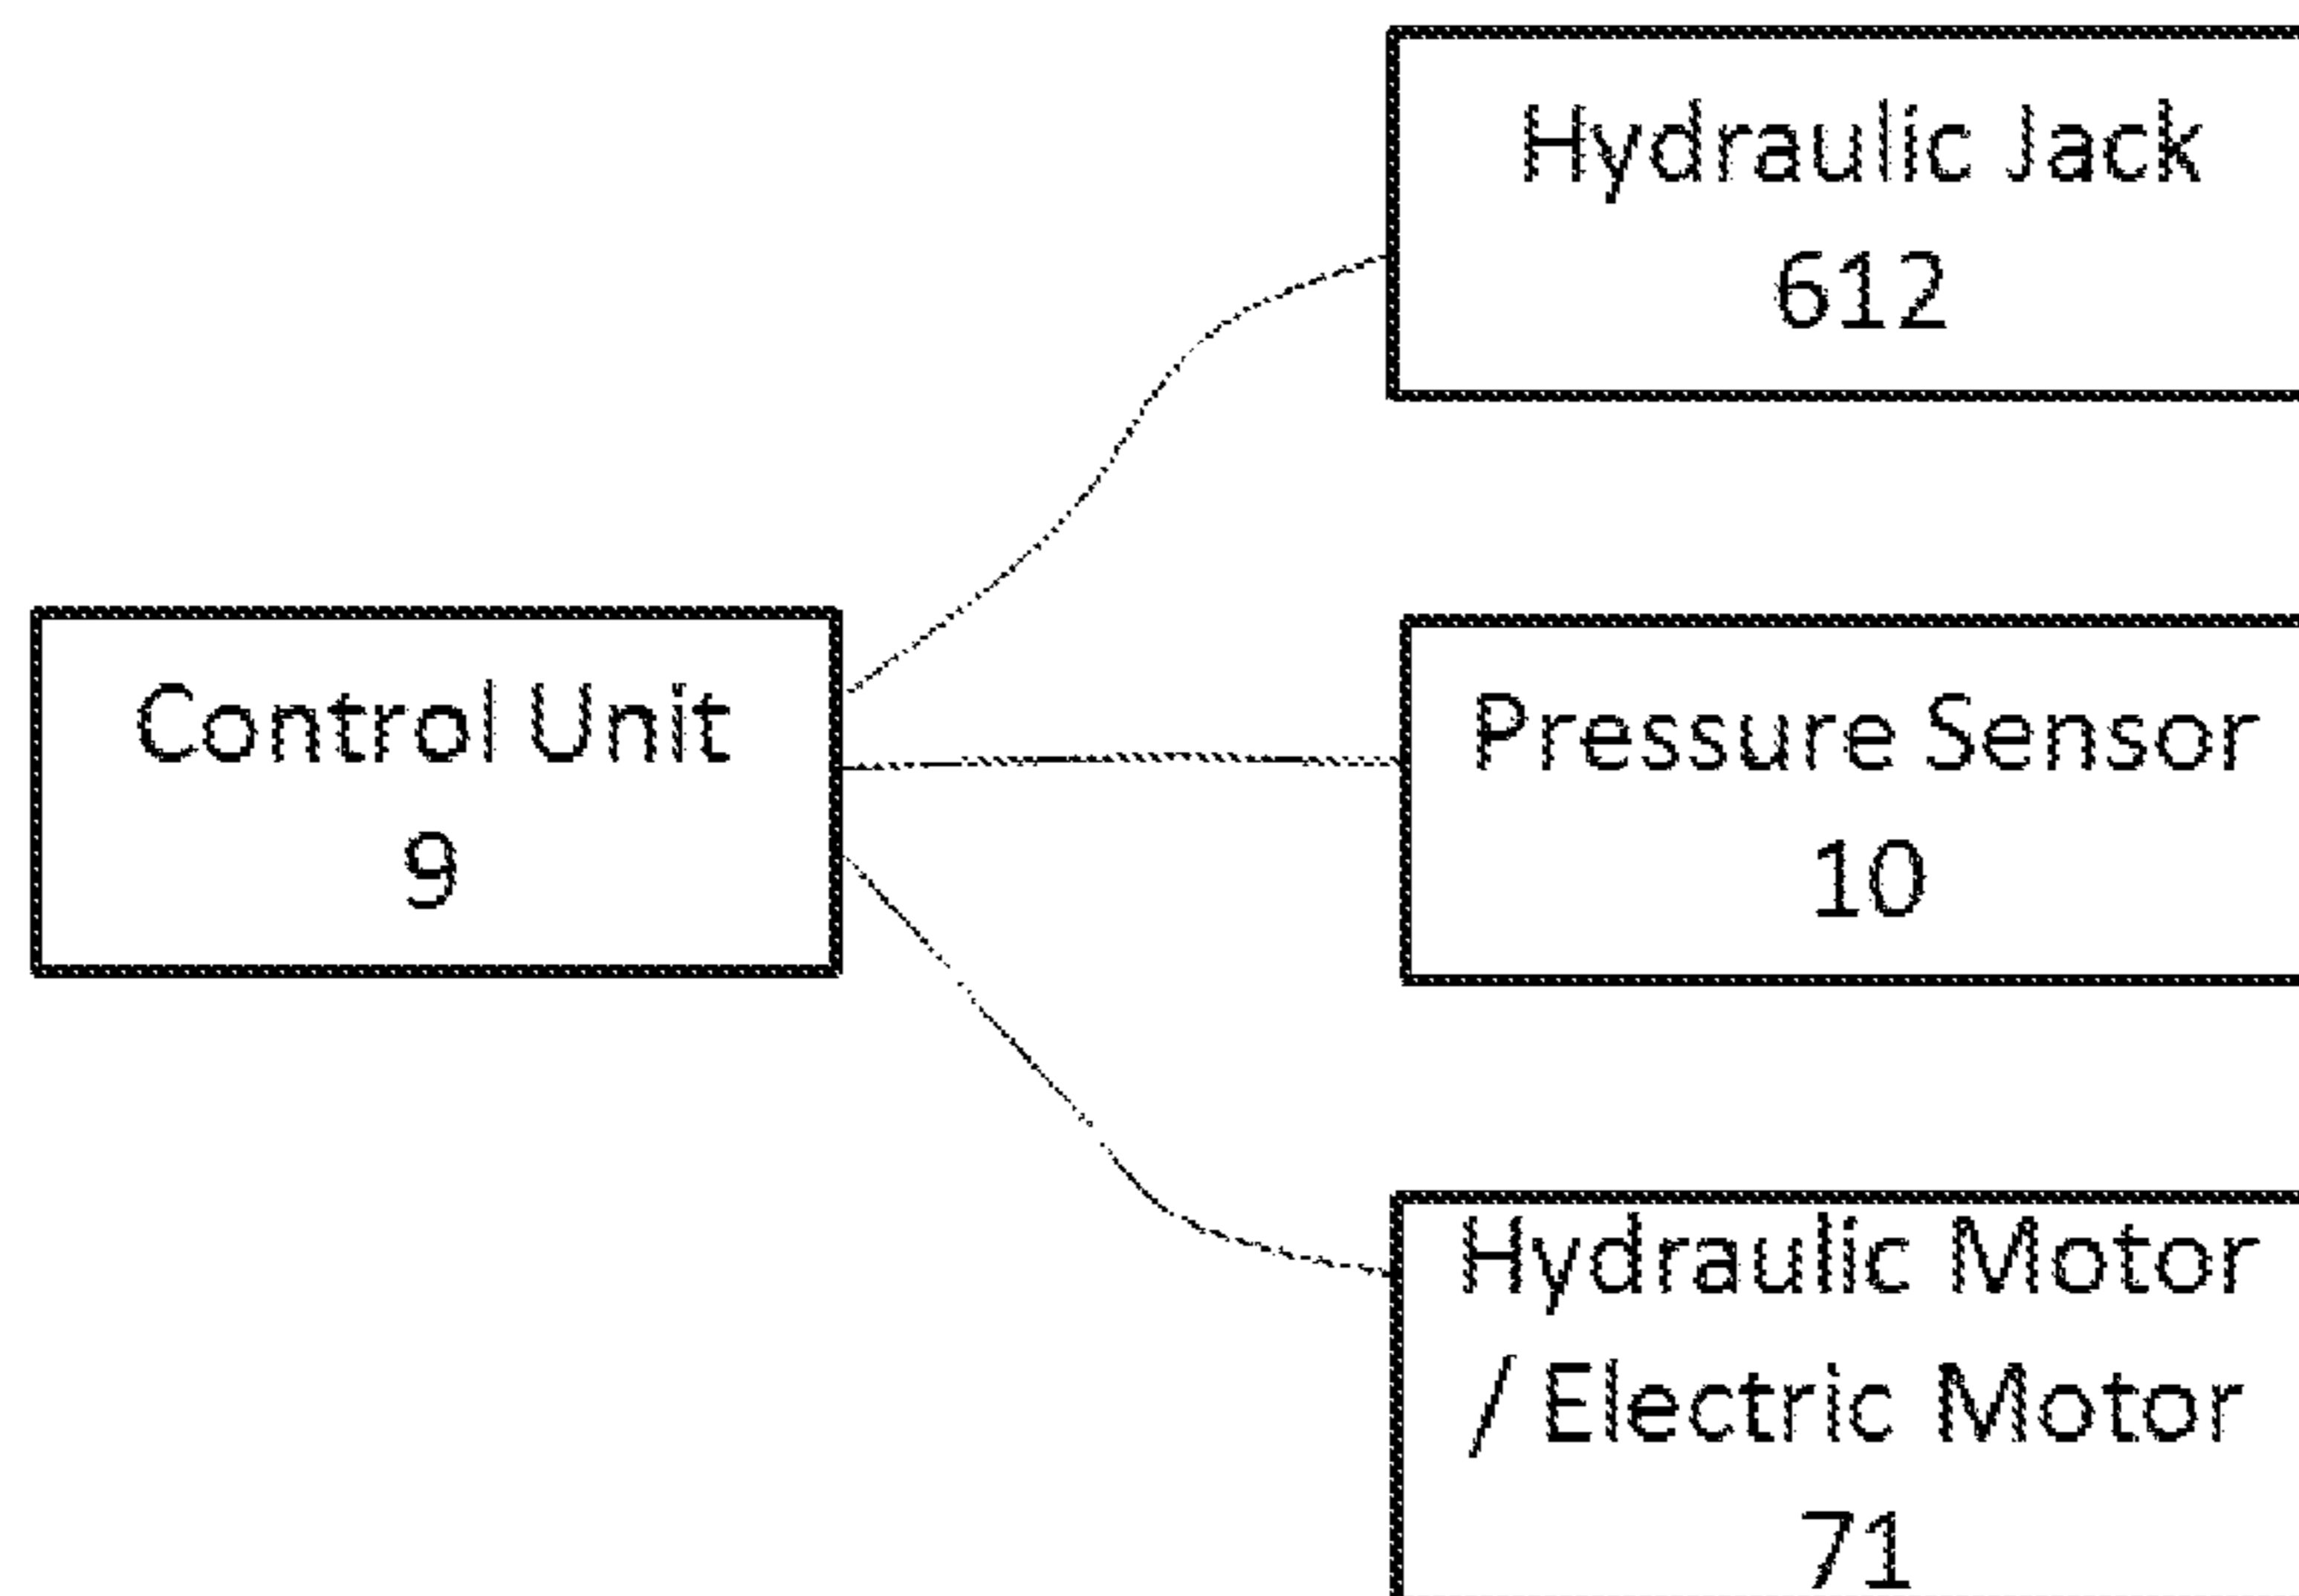 Hydraulic Jack
612
Control Unit
9
Pressure Sensor
10
Hydraulic Motor
/ Electric Motor
71